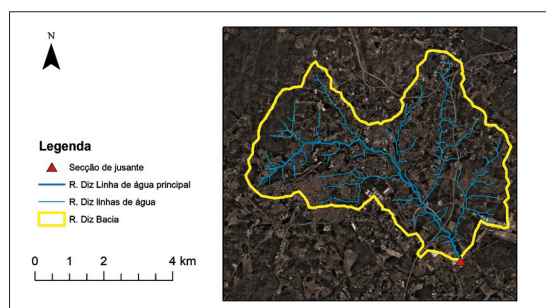 N
Legenda
Secção de jusante
R. Diz Linha de água principal
R. Diz linhas de água
R. Diz Bacia
0 1 2 4 km